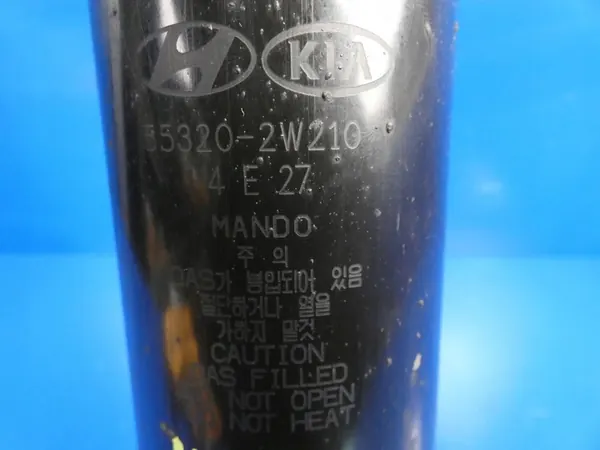 KIA
55320-2W210
4 E 27
MANDO
주 의
GAS가 봉입되어 있음
절단하거나 열을
가하지 말것
CAUTION
GAS FILLED
NOT OPEN
NOT HEAT